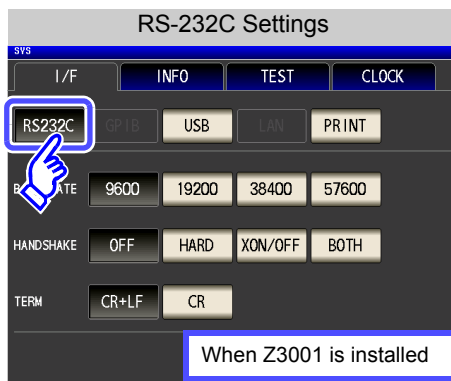 RS-232C Settings
SYS
I/F INFO TEST CLOCK
RS232C GPIB USB LAN PRINT
9600 19200 38400 57600
HANDSHAKE OFF HARD XON/OFF BOTH
TERM CR+LF CR
When Z3001 is installed